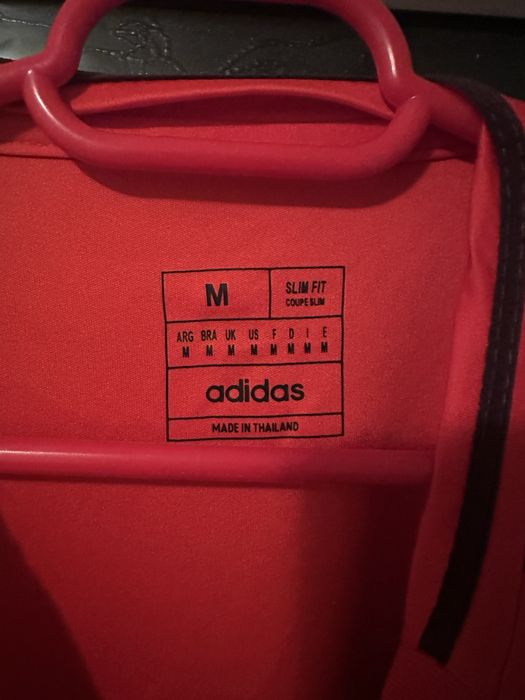 M
SLIM FIT
COUPE SLIM
ARG BRA UK US F D I E
M M M M M M M M
adidas
MADE IN THAILAND